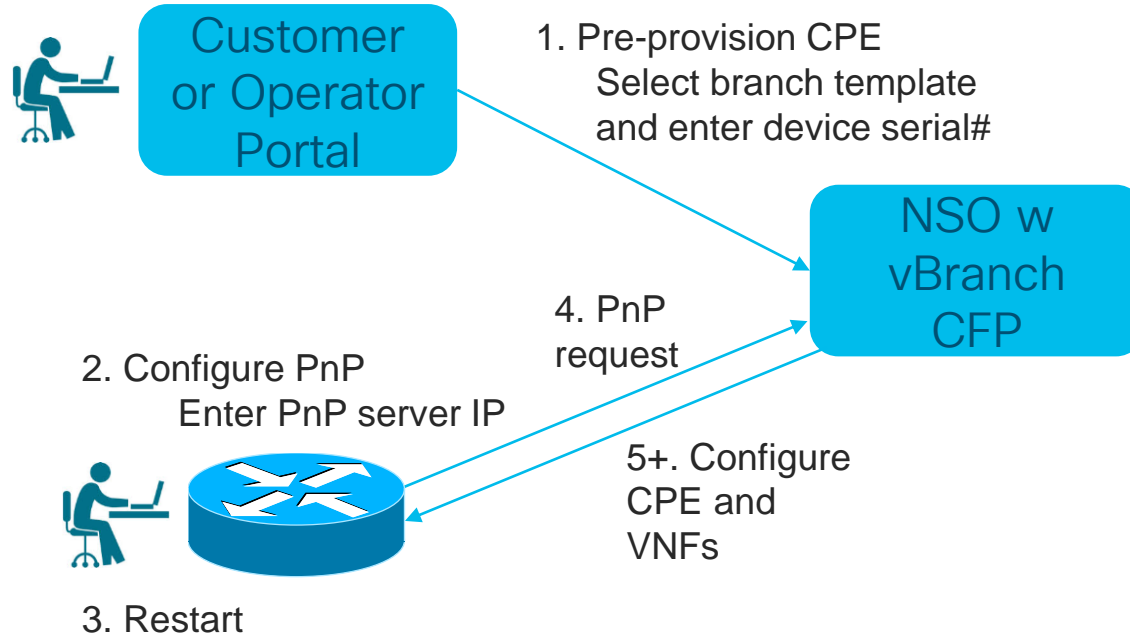 Customer
or Operator
Portal
1. Pre-provision CPE
Select branch template
and enter device serial#
NSO w
vBranch
CFP
4. PnP
request
2. Configure PnP
Enter PnP server IP
5+. Configure
CPE and
VNFs
3. Restart